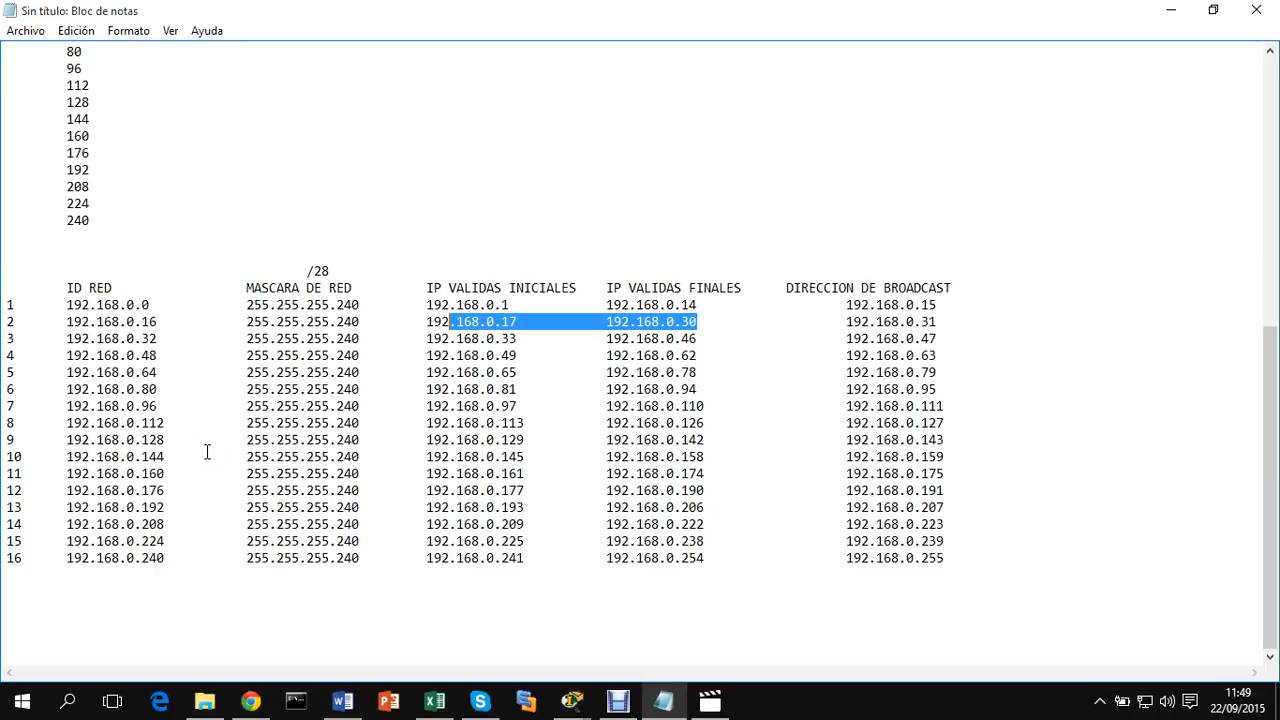 Sin título: Bloc de notas
Archivo Edición Formato Ver Ayuda
80
96
112
128
144
160
176
192
208
224
240
/28
ID RED MASCARA DE RED IP VALIDAS INICIALES IP VALIDAS FINALES DIRECCION DE BROADCAST
1 192.168.0.0 255.255.255.240 192.168.0.1 192.168.0.14 192.168.0.15
2 192.168.0.16 255.255.255.240 192.168.0.17 192.168.0.30 192.168.0.31
3 192.168.0.32 255.255.255.240 192.168.0.33 192.168.0.46 192.168.0.47
4 192.168.0.48 255.255.255.240 192.168.0.49 192.168.0.62 192.168.0.63
5 192.168.0.64 255.255.255.240 192.168.0.65 192.168.0.78 192.168.0.79
6 192.168.0.80 255.255.255.240 192.168.0.81 192.168.0.94 192.168.0.95
7 192.168.0.96 255.255.255.240 192.168.0.97 192.168.0.110 192.168.0.111
8 192.168.0.112 255.255.255.240 192.168.0.113 192.168.0.126 192.168.0.127
9 192.168.0.128 255.255.255.240 192.168.0.129 192.168.0.142 192.168.0.143
10 192.168.0.144 255.255.255.240 192.168.0.145 192.168.0.158 192.168.0.159
11 192.168.0.160 255.255.255.240 192.168.0.161 192.168.0.174 192.168.0.175
12 192.168.0.176 255.255.255.240 192.168.0.177 192.168.0.190 192.168.0.191
13 192.168.0.192 255.255.255.240 192.168.0.193 192.168.0.206 192.168.0.207
14 192.168.0.208 255.255.255.240 192.168.0.209 192.168.0.222 192.168.0.223
15 192.168.0.224 255.255.255.240 192.168.0.225 192.168.0.238 192.168.0.239
16 192.168.0.240 255.255.255.240 192.168.0.241 192.168.0.254 192.168.0.255
11:49
22/09/2015